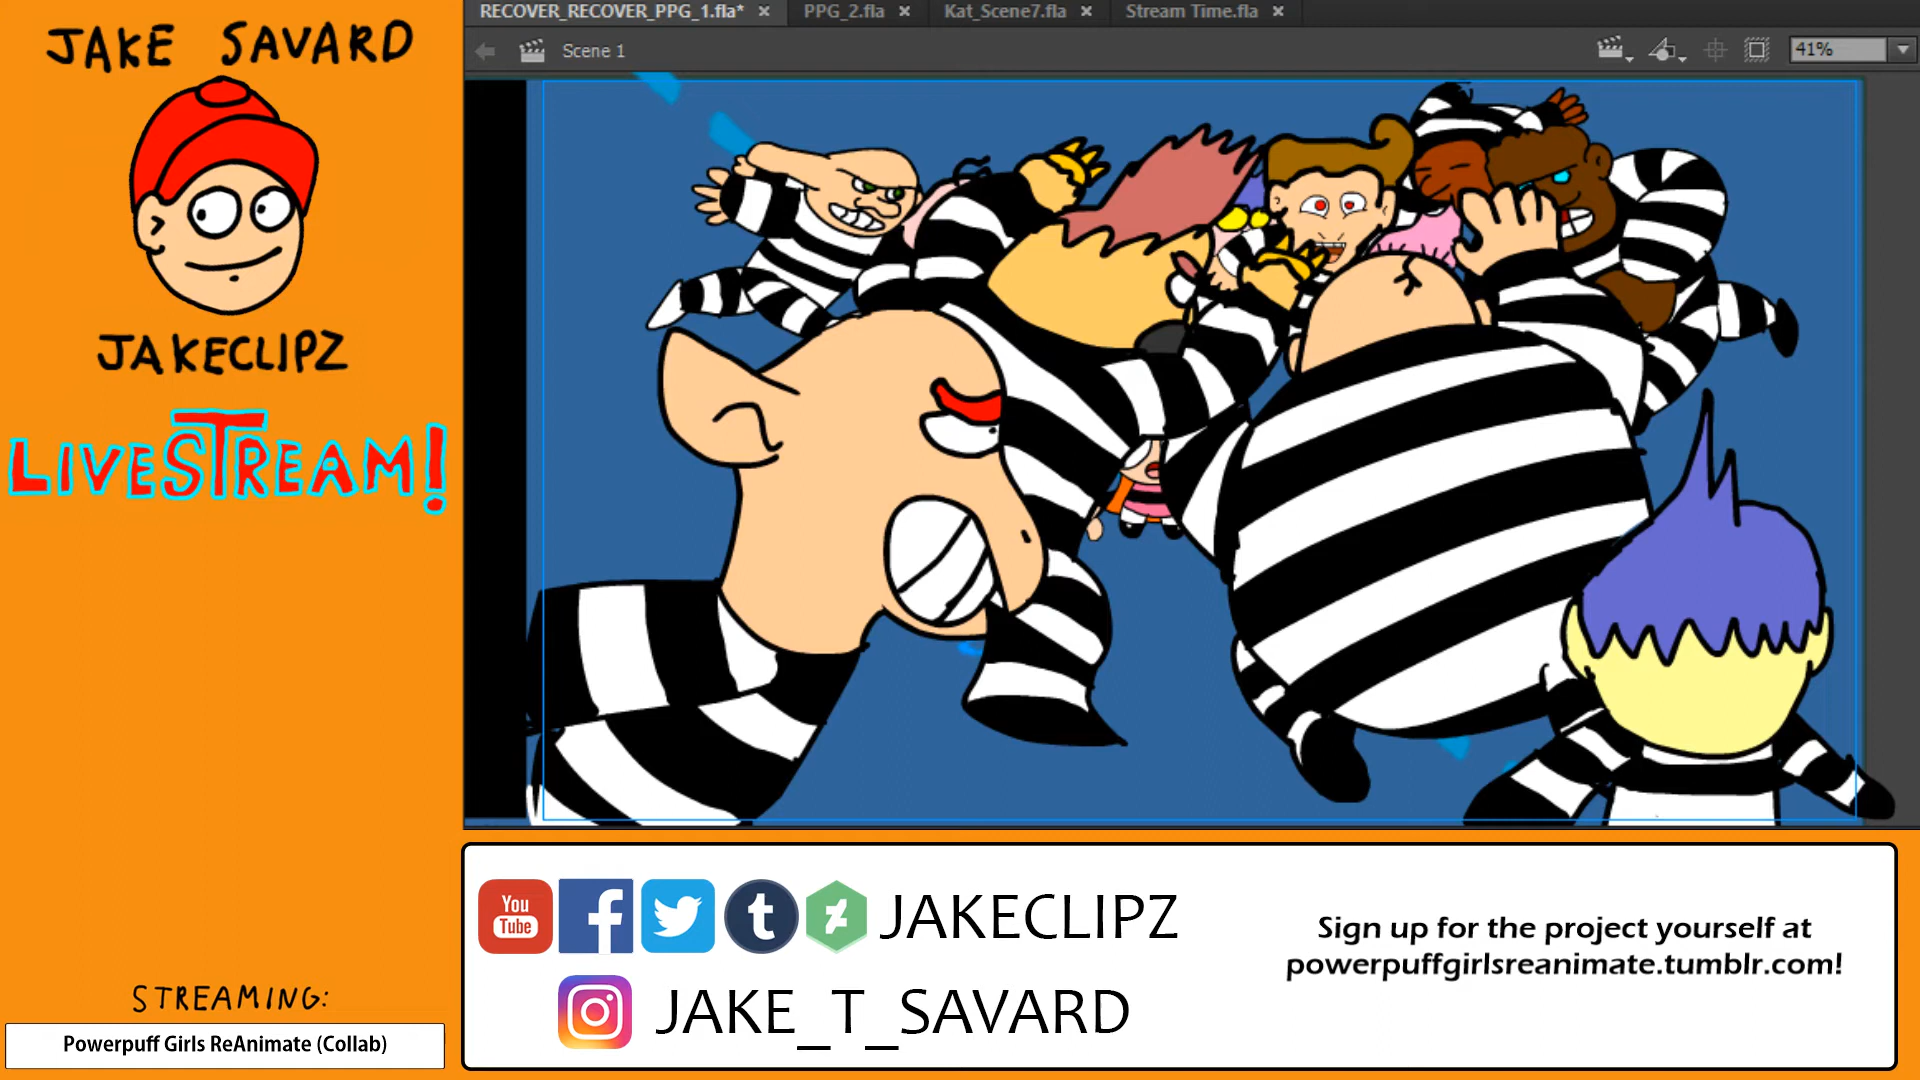 JAKE SAVARD
JAKECLIPZ
LIVESTREAM!
STREAMING:
Powerpuff Girls ReAnimate (Collab)
RECOVER_RECOVER_PPG_1.fla* × PPG_2.fla × Kat_Scene7.fla × Stream Time.fla ×
Scene 1
41%
You
Tube
f
t
JAKECLIPZ
JAKE_T_SAVARD
Sign up for the project yourself at
powerpuffgirlsreanimate.tumblr.com!